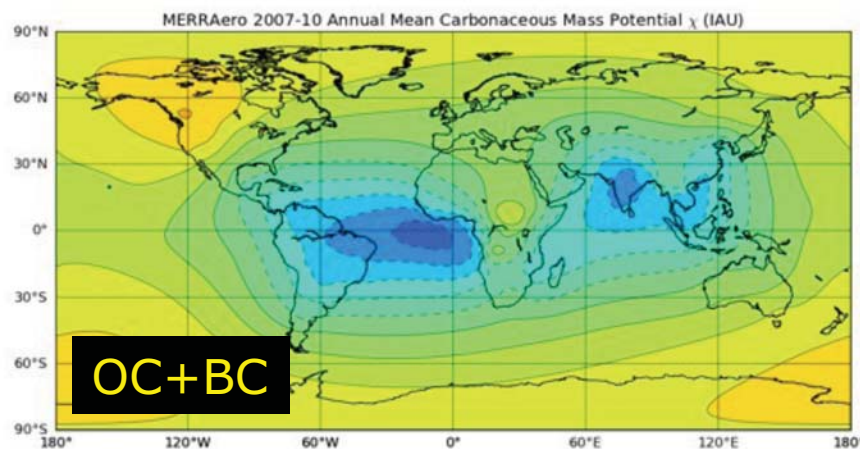 MERRAero 2007-10 Annual Mean Carbonaceous Mass Potential χ (IAU)
90°N
60°N
30°N
0°
30°S
60°S
90°S
OC+BC
180° 120°W 60°W 0° 60°E 120°E 180°